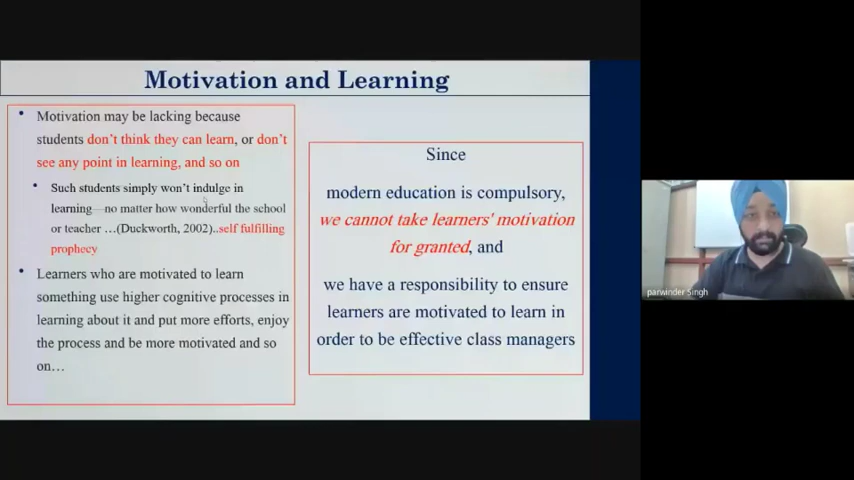 Motivation and Learning
• Motivation may be lacking because
students don't think they can learn, or don't
see any point in learning, and so on
• Such students simply won't indulge in
learning—no matter how wonderful the school
or teacher …(Duckworth, 2002)..self fulfilling
prophecy
• Learners who are motivated to learn
something use higher cognitive processes in
learning about it and put more efforts, enjoy
the process and be more motivated and so
on…
Since
modern education is compulsory,
we cannot take learners' motivation
for granted, and
we have a responsibility to ensure
learners are motivated to learn in
order to be effective class managers
parwinder Singh